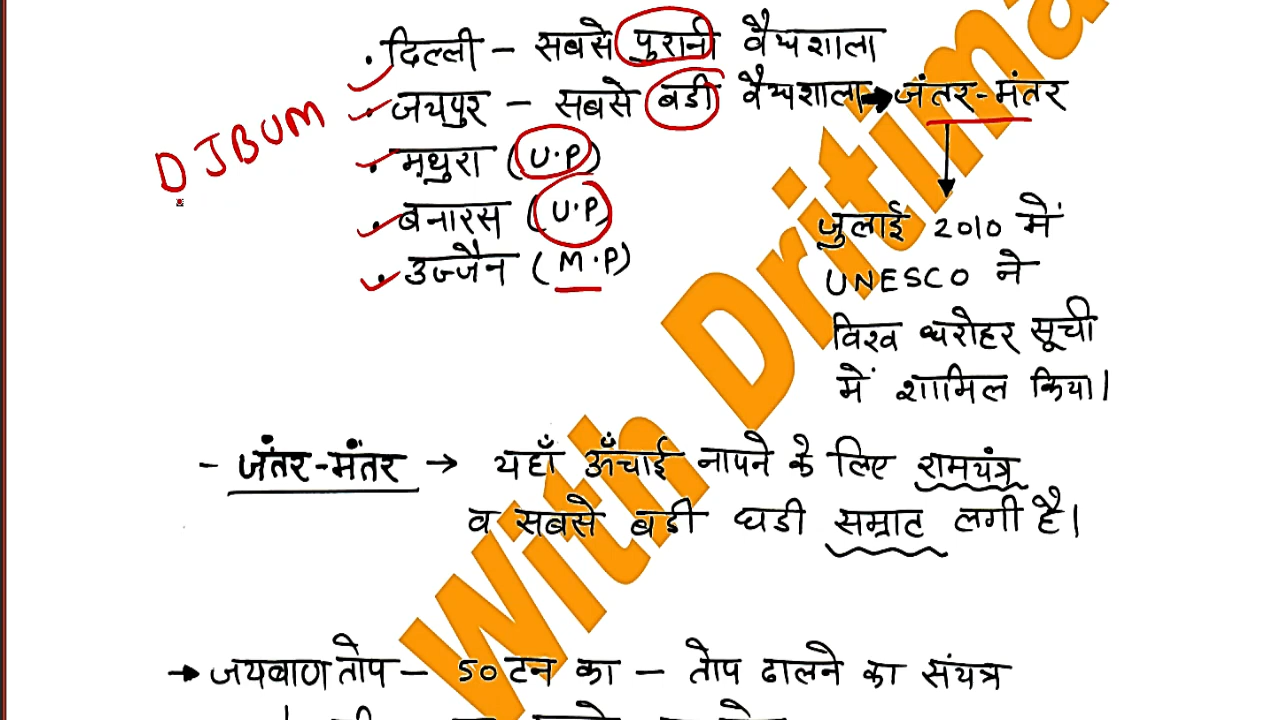 • दिल्ली – सबसे पुरानी वैधशाला
• जयपुर – सबसे बडी वैधशाला → जंतर-मंतर
DJBUM
• मथुरा (U.P)
• बनारस (U.P)
• उज्जैन (M.P)
जुलाई 2010 में
UNESCO ने
विश्व धरोहर सूची
में शामिल किया।
- जंतर-मंतर → यहाँ ऊँचाई नापने के लिए रामयंत्र
व सबसे बडी घडी सम्राट लगी है।
→ जयबाण तोप – 50 टन का – तोप ढालने का संयत्र
With Dritima